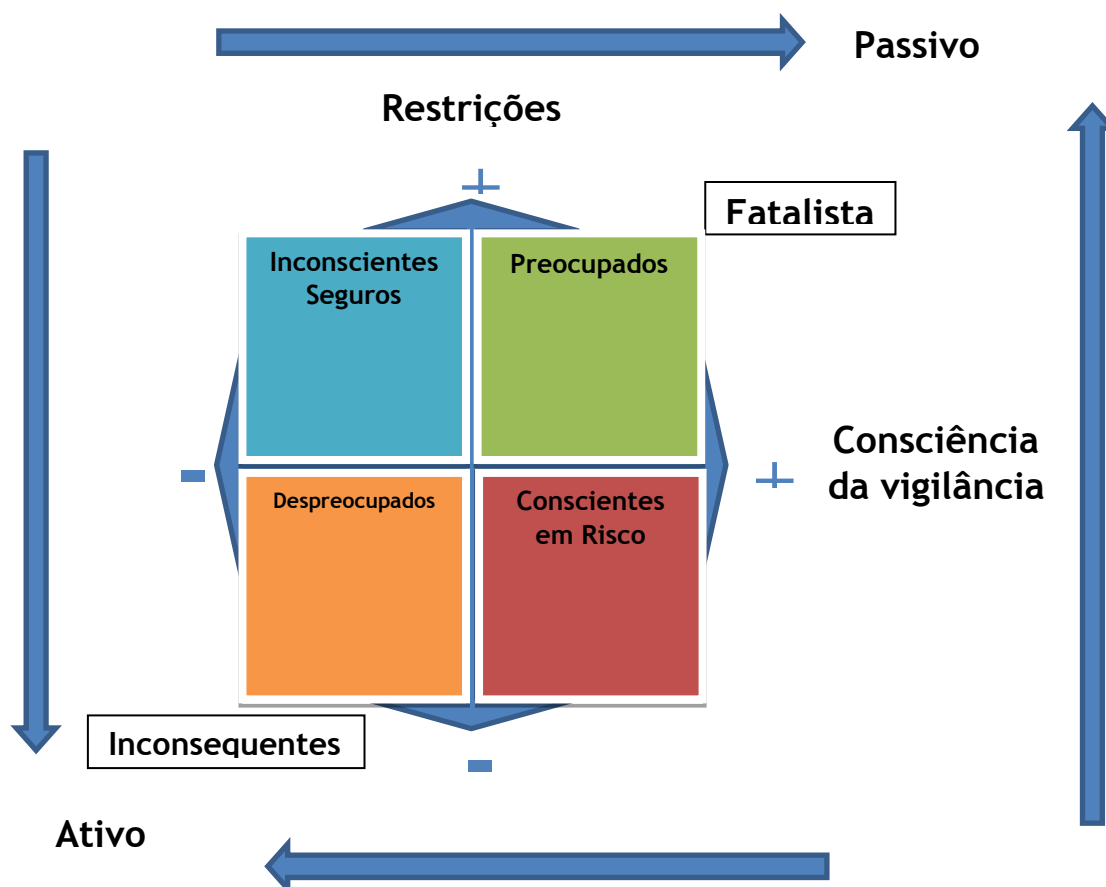 Passivo
Restrições
+
Fatalista
Inconscientes
Seguros
Preocupados
Consciência
da vigilância
-
+
Despreocupados
Conscientes
em Risco
Inconsequentes
-
Ativo